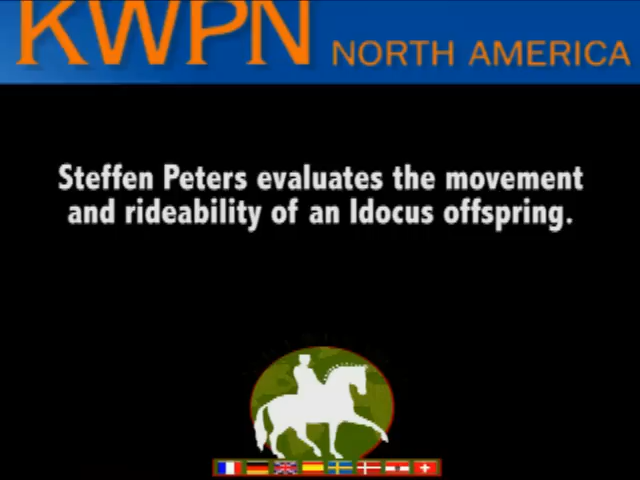 KWPN NORTH AMERICA
Steffen Peters evaluates the movement
and rideability of an Idocus offspring.